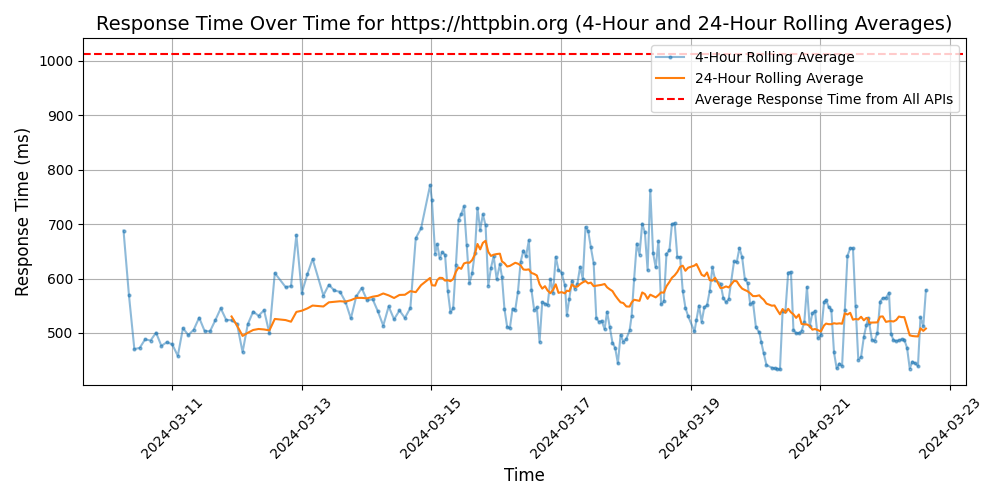 Response Time Over Time for https://httpbin.org (4-Hour and 24-Hour Rolling Averages)
4-Hour Rolling Average
24-Hour Rolling Average
Average Response Time from All APIs
Response Time (ms)
1000
900
800
700
600
500
2024-03-11
2024-03-13
2024-03-15
2024-03-17
2024-03-19
2024-03-21
2024-03-23
Time